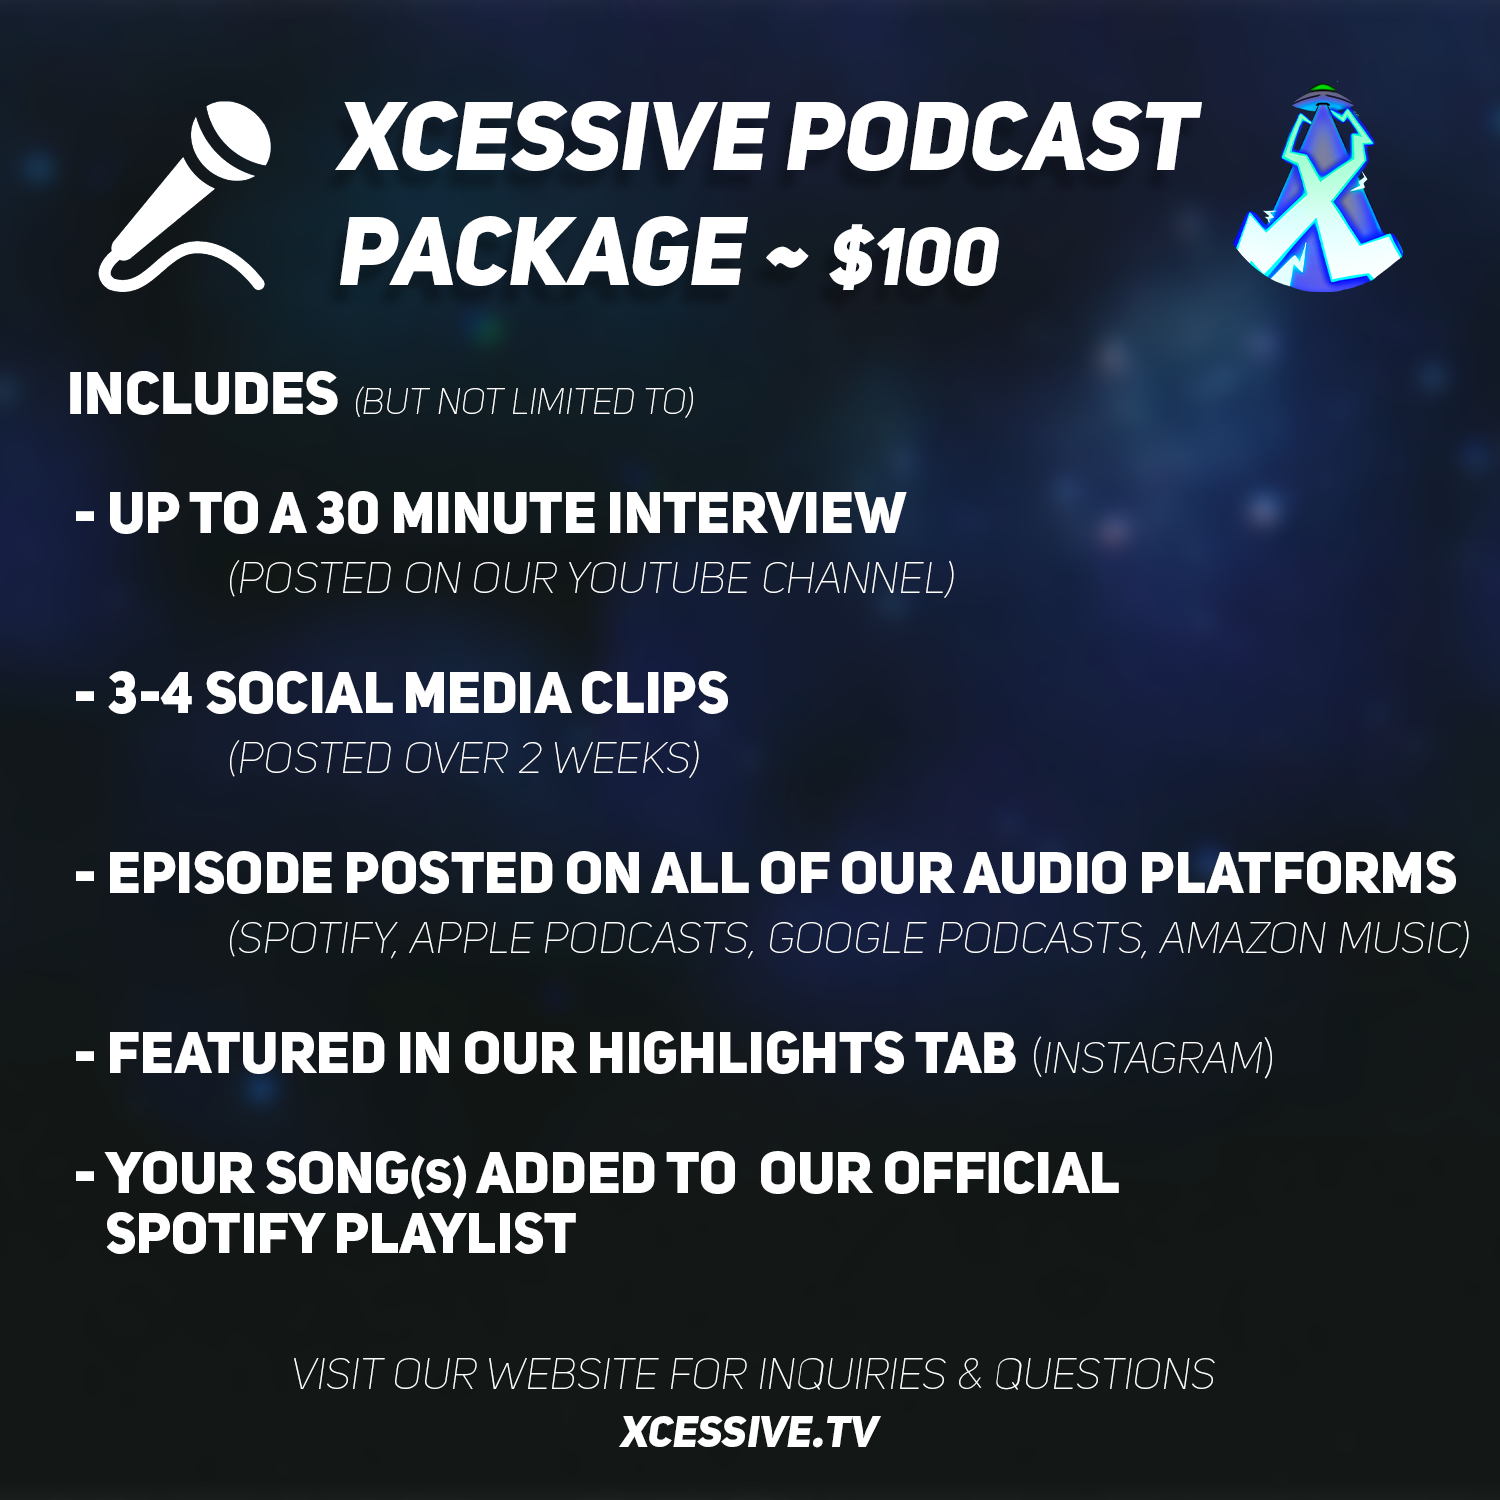 XCESSIVE PODCAST
PACKAGE ~ $100
INCLUDES (BUT NOT LIMITED TO)
- UP TO A 30 MINUTE INTERVIEW
(POSTED ON OUR YOUTUBE CHANNEL)
- 3-4 SOCIAL MEDIA CLIPS
(POSTED OVER 2 WEEKS)
- EPISODE POSTED ON ALL OF OUR AUDIO PLATFORMS
(SPOTIFY, APPLE PODCASTS, GOOGLE PODCASTS, AMAZON MUSIC)
- FEATURED IN OUR HIGHLIGHTS TAB (INSTAGRAM)
- YOUR SONG(S) ADDED TO OUR OFFICIAL
SPOTIFY PLAYLIST
VISIT OUR WEBSITE FOR INQUIRIES & QUESTIONS
XCESSIVE.TV